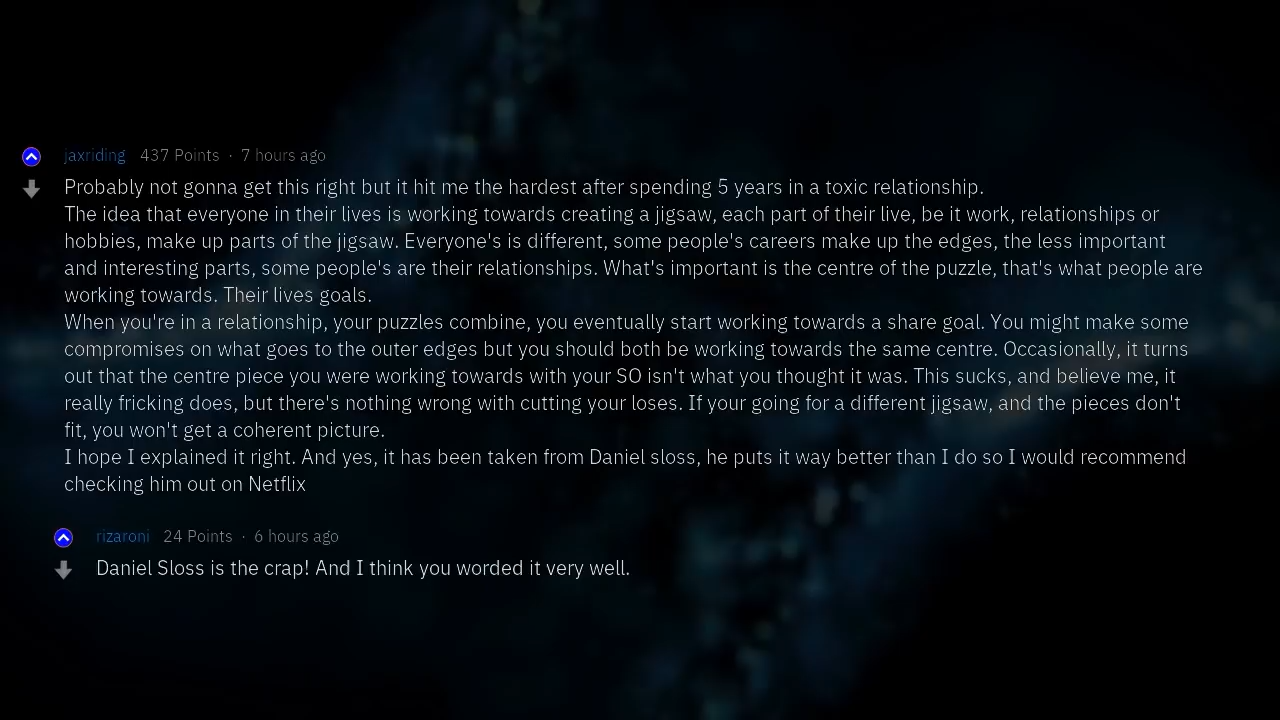 jaxriding 437 Points · 7 hours ago
Probably not gonna get this right but it hit me the hardest after spending 5 years in a toxic relationship.
The idea that everyone in their lives is working towards creating a jigsaw, each part of their live, be it work, relationships or
hobbies, make up parts of the jigsaw. Everyone's is different, some people's careers make up the edges, the less important
and interesting parts, some people's are their relationships. What's important is the centre of the puzzle, that's what people are
working towards. Their lives goals.
When you're in a relationship, your puzzles combine, you eventually start working towards a share goal. You might make some
compromises on what goes to the outer edges but you should both be working towards the same centre. Occasionally, it turns
out that the centre piece you were working towards with your SO isn't what you thought it was. This sucks, and believe me, it
really fricking does, but there's nothing wrong with cutting your loses. If your going for a different jigsaw, and the pieces don't
fit, you won't get a coherent picture.
I hope I explained it right. And yes, it has been taken from Daniel sloss, he puts it way better than I do so I would recommend
checking him out on Netflix
rizaroni 24 Points · 6 hours ago
Daniel Sloss is the crap! And I think you worded it very well.